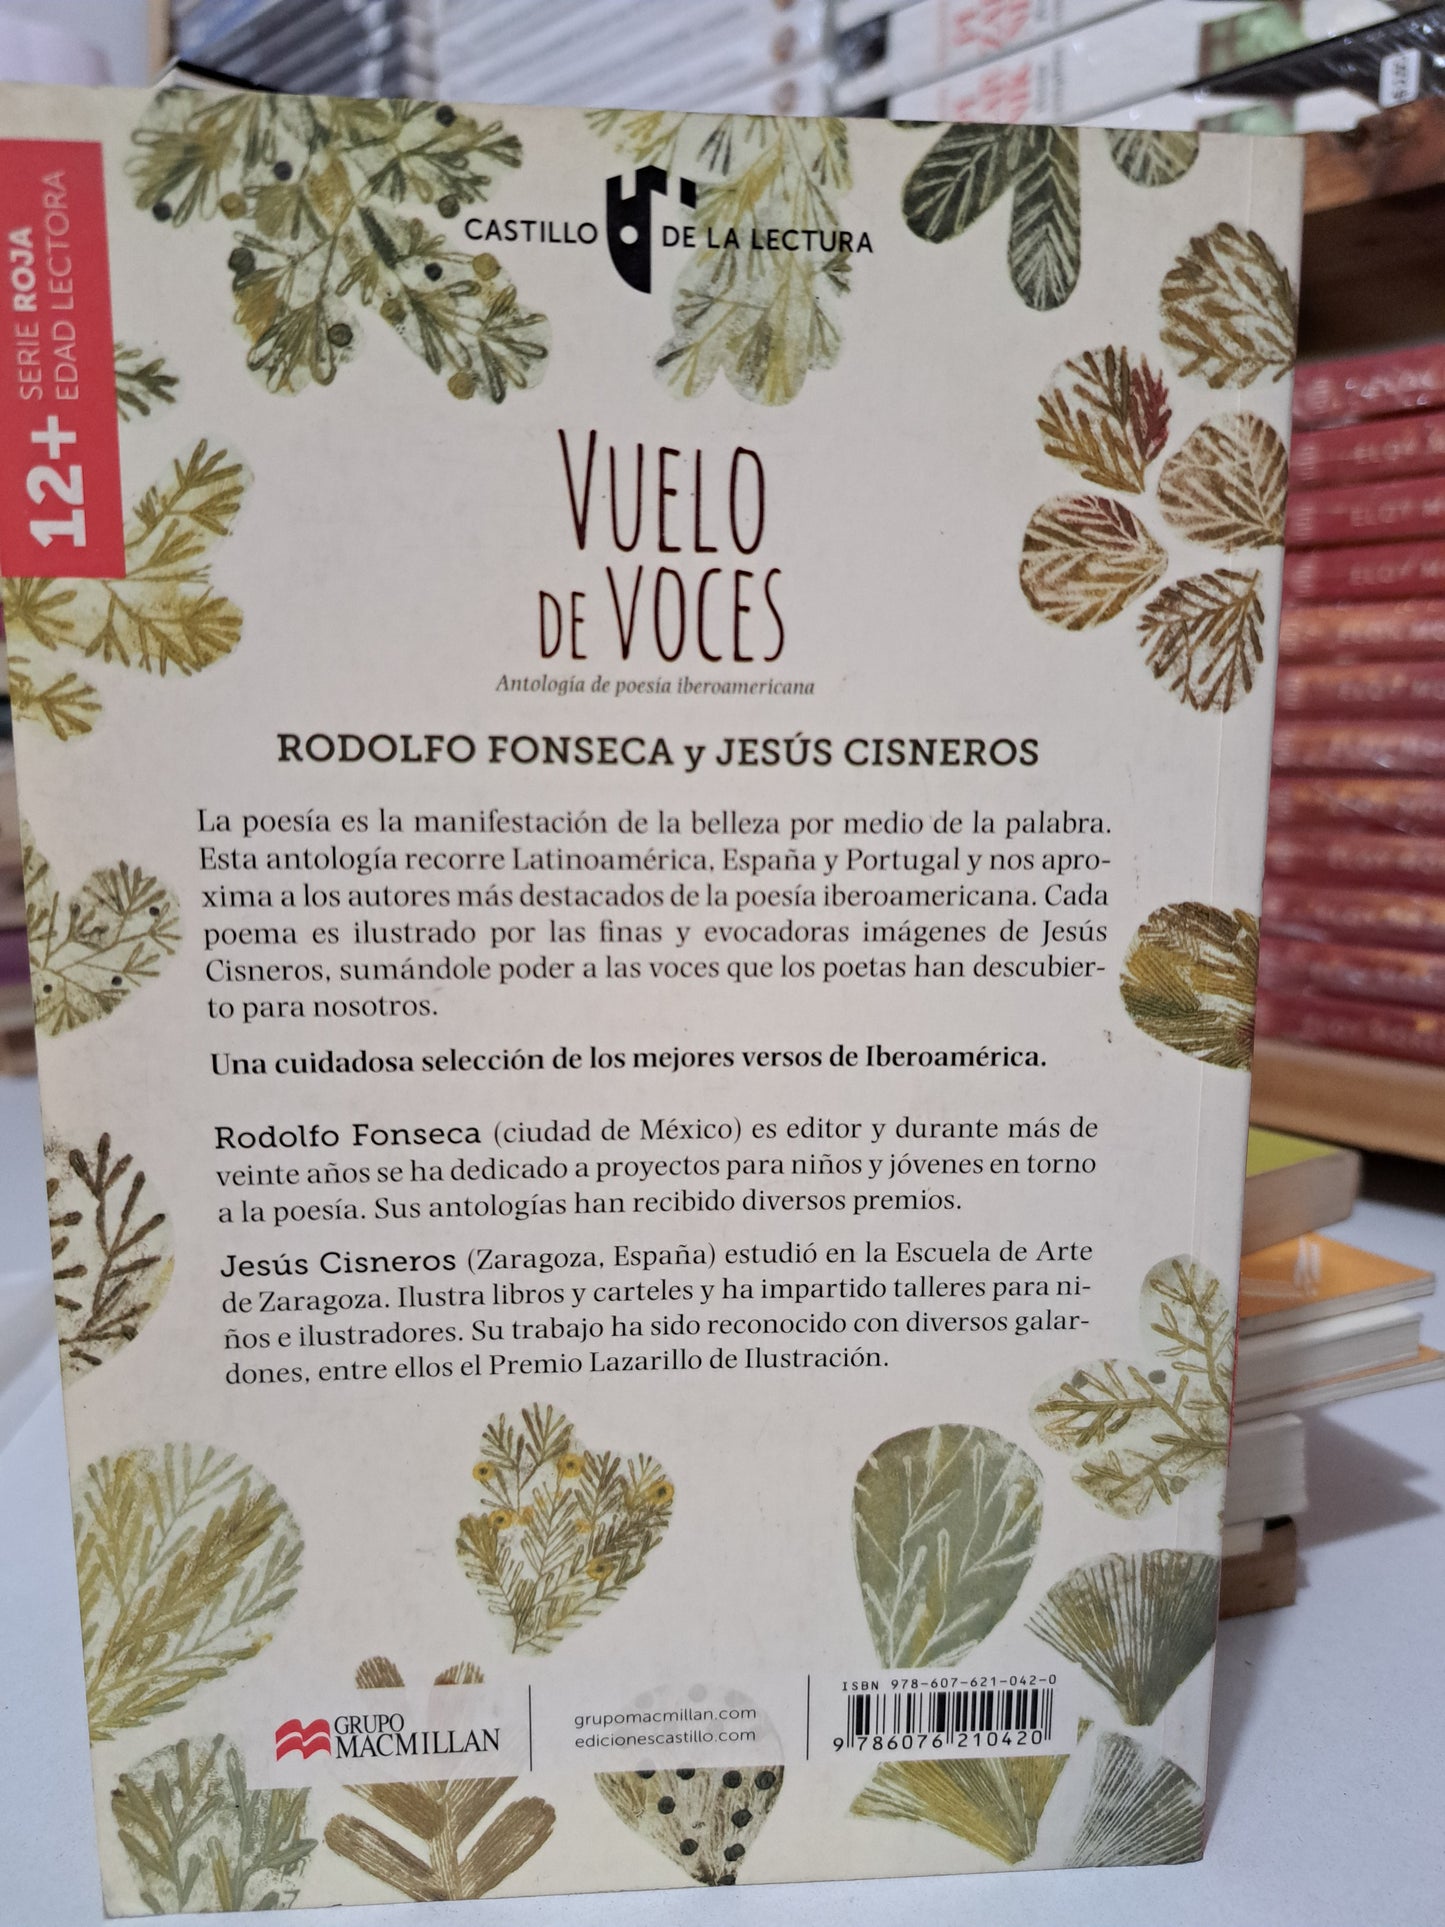 12+ SERIE ROJA
EDAD LECTORA
CASTILLO DE LA LECTURA
VUELO
DE VOCES
Antología de poesía iberoamericana
RODOLFO FONSECA y JESÚS CISNEROS
La poesía es la manifestación de la belleza por medio de la palabra.
Esta antología recorre Latinoamérica, España y Portugal y nos apro-
xima a los autores más destacados de la poesía iberoamericana. Cada
poema es ilustrado por las finas y evocadoras imágenes de Jesús
Cisneros, sumándole poder a las voces que los poetas han descubier-
to para nosotros.
Una cuidadosa selección de los mejores versos de Iberoamérica.
Rodolfo Fonseca (ciudad de México) es editor y durante más de
veinte años se ha dedicado a proyectos para niños y jóvenes en torno
a la poesía. Sus antologías han recibido diversos premios.
Jesús Cisneros (Zaragoza, España) estudió en la Escuela de Arte
de Zaragoza. Ilustra libros y carteles y ha impartido talleres para ni-
ños e ilustradores. Su trabajo ha sido reconocido con diversos galar-
dones, entre ellos el Premio Lazarillo de Ilustración.
GRUPO
MACMILLAN
grupomacmillan.com
edicionescastillo.com
ISBN 978-607-621-042-0
9 786076 210420